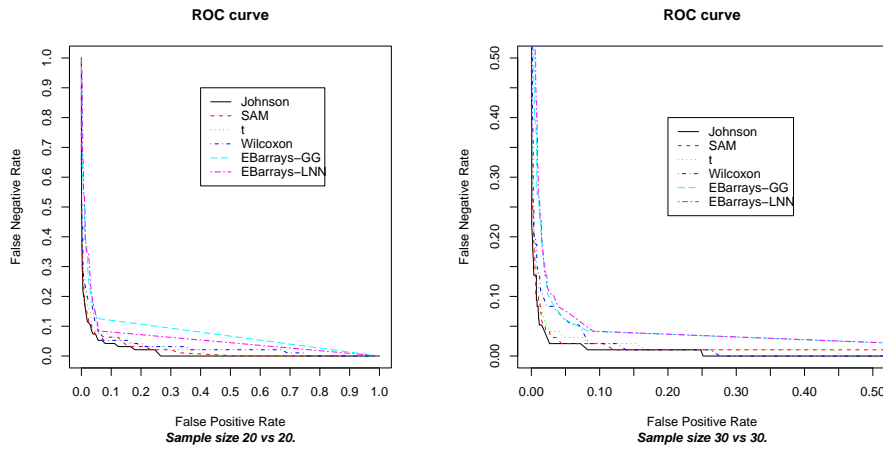 ROC curve
False Negative Rate
1.0
0.9
0.8
0.7
0.6
0.5
0.4
0.3
0.2
0.1
0.0
Johnson
SAM
t
Wilcoxon
EBarrays−GG
EBarrays−LNN
0.0 0.1 0.2 0.3 0.4 0.5 0.6 0.7 0.8 0.9 1.0
False Positive Rate
Sample size 20 vs 20.
ROC curve
False Negative Rate
0.50
0.40
0.30
0.20
0.10
0.00
Johnson
SAM
t
Wilcoxon
EBarrays−GG
EBarrays−LNN
0.00 0.10 0.20 0.30 0.40 0.50
False Positive Rate
Sample size 30 vs 30.